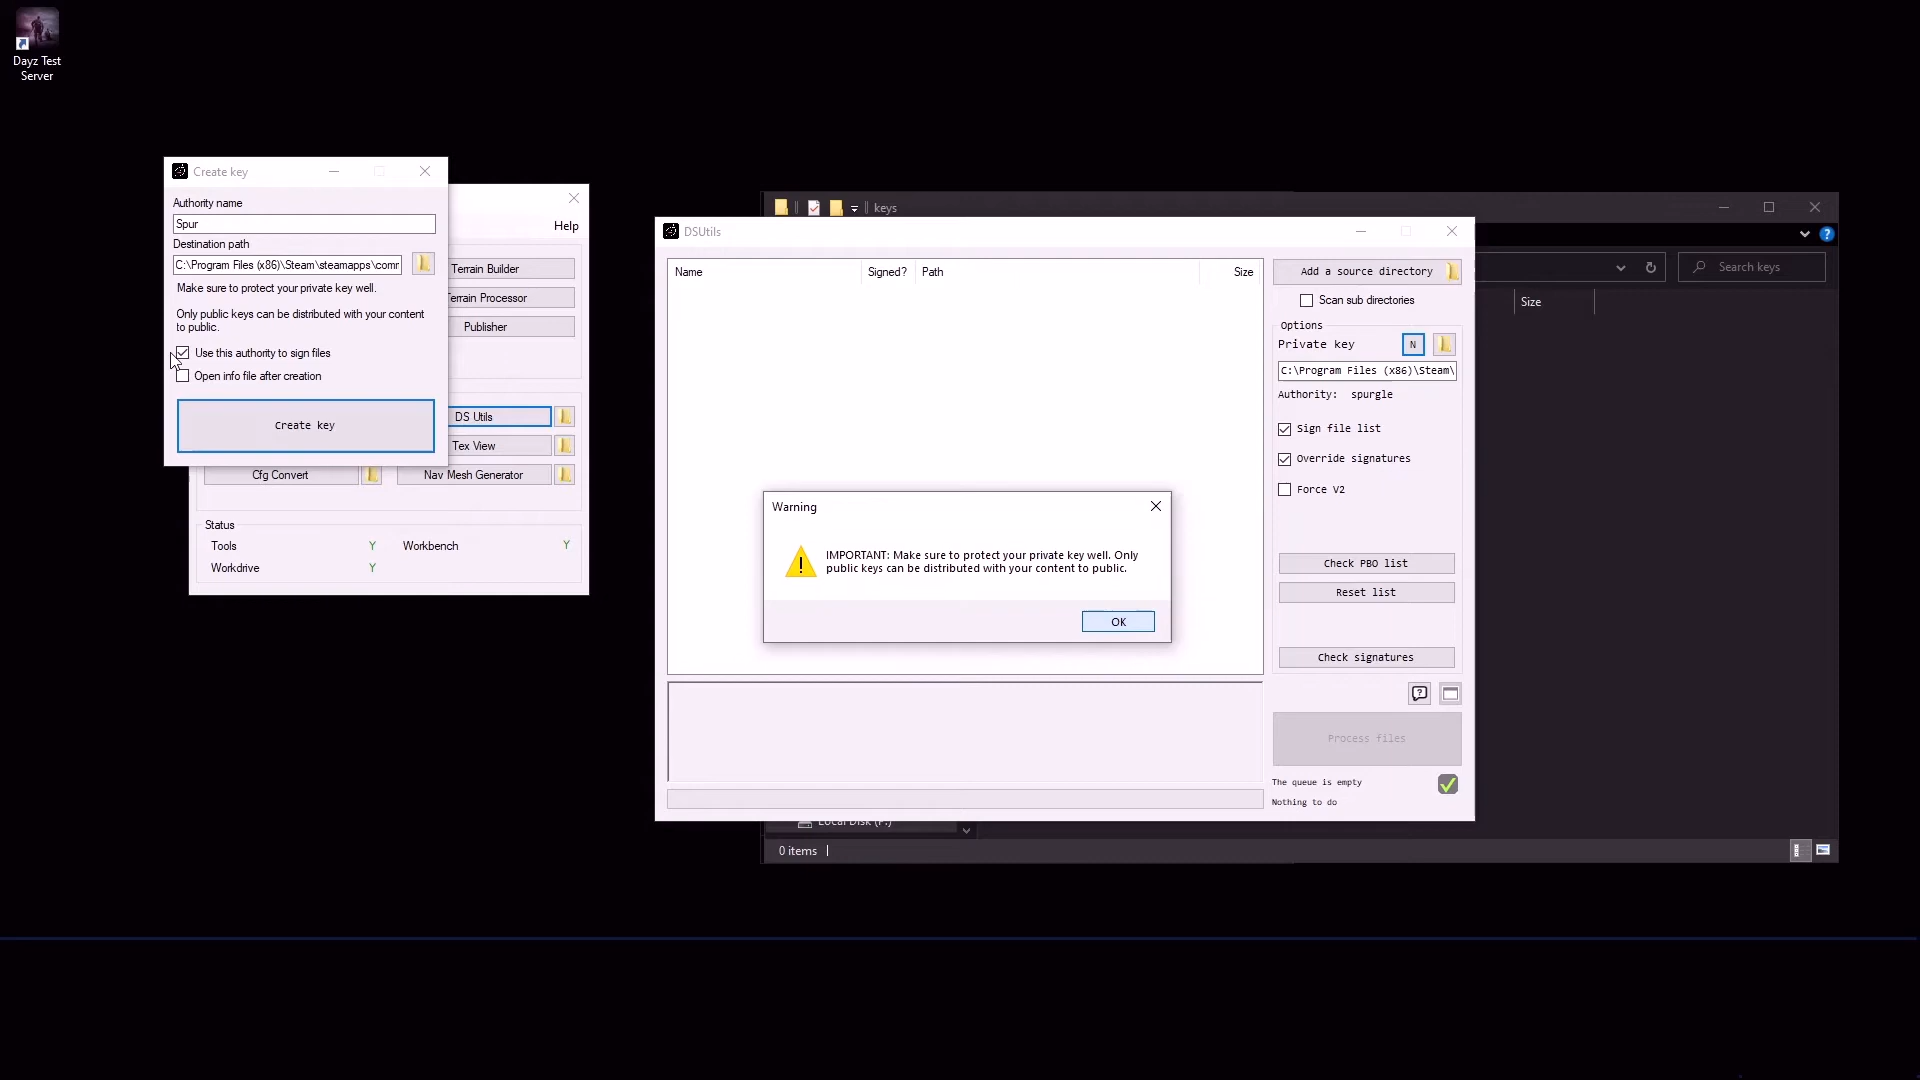 Dayz Test
Server
Create key
Authority name
Spur
Destination path
C:\Program Files (x86)\Steam\steamapps\comr
Make sure to protect your private key well.
Only public keys can be distributed with your content
to public.
Use this authority to sign files
Open info file after creation
Create key
Help
Terrain Builder
Terrain Processor
Publisher
DS Utils
Tex View
Cfg Convert
Nav Mesh Generator
Status
Tools Y Workbench Y
Workdrive Y
keys
Search keys
Size
DSUtils
Name Signed? Path Size
Add a source directory
Scan sub directories
Options
Private key N
C:\Program Files (x86)\Steam\
Authority: spurgle
Sign file list
Override signatures
Force V2
Check PBO list
Reset list
Check signatures
Process files
The queue is empty
Nothing to do
Warning
IMPORTANT: Make sure to protect your private key well. Only
public keys can be distributed with your content to public.
OK
0 items